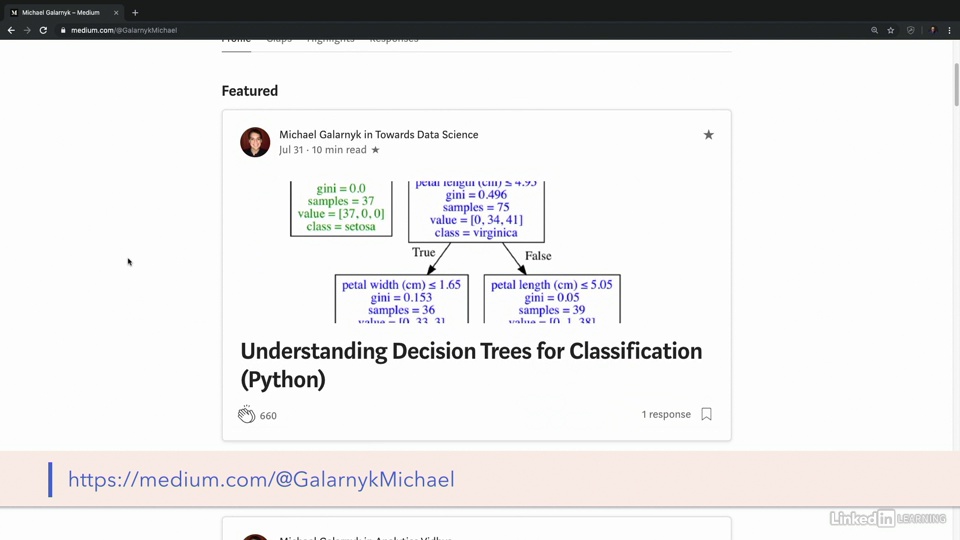 Michael Galarnyk – Medium
medium.com/@GalarnykMichael
Profile Claps Highlights Responses
Featured
Michael Galarnyk in Towards Data Science
Jul 31 · 10 min read ★
gini = 0.0
samples = 37
value = [37, 0, 0]
class = setosa
petal length (cm) ≤ 4.95
gini = 0.496
samples = 75
value = [0, 34, 41]
class = virginica
True
False
petal width (cm) ≤ 1.65
gini = 0.153
samples = 36
value = [0, 33, 3]
petal length (cm) ≤ 5.05
gini = 0.05
samples = 39
value = [0, 1, 38]
Understanding Decision Trees for Classification
(Python)
660
1 response
https://medium.com/@GalarnykMichael
LinkedIn LEARNING
Michael Galarnyk in Analytics Vidhya